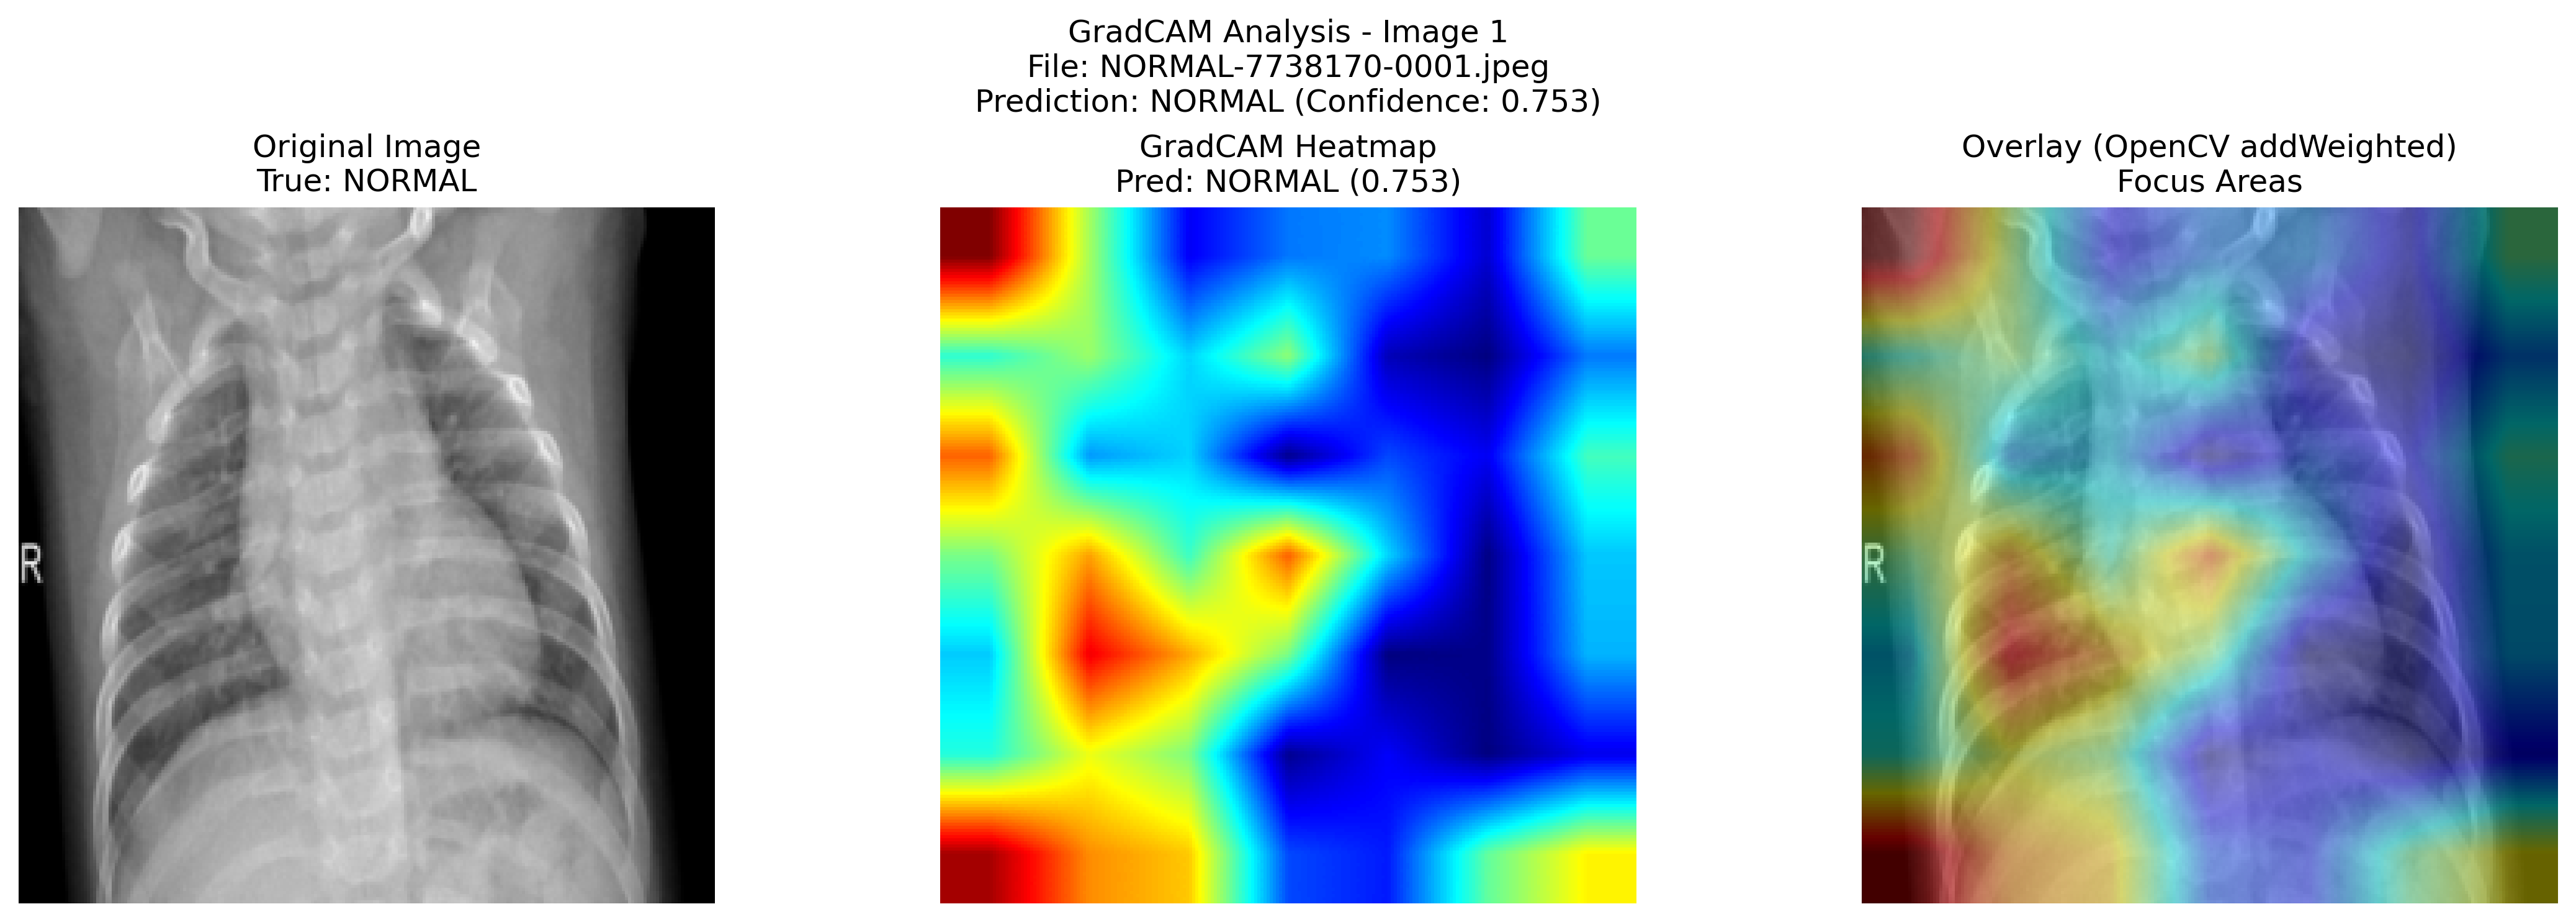 GradCAM Analysis - Image 1
File: NORMAL-7738170-0001.jpeg
Prediction: NORMAL (Confidence: 0.753)
Original Image
True: NORMAL
GradCAM Heatmap
Pred: NORMAL (0.753)
Overlay (OpenCV addWeighted)
Focus Areas
R
R